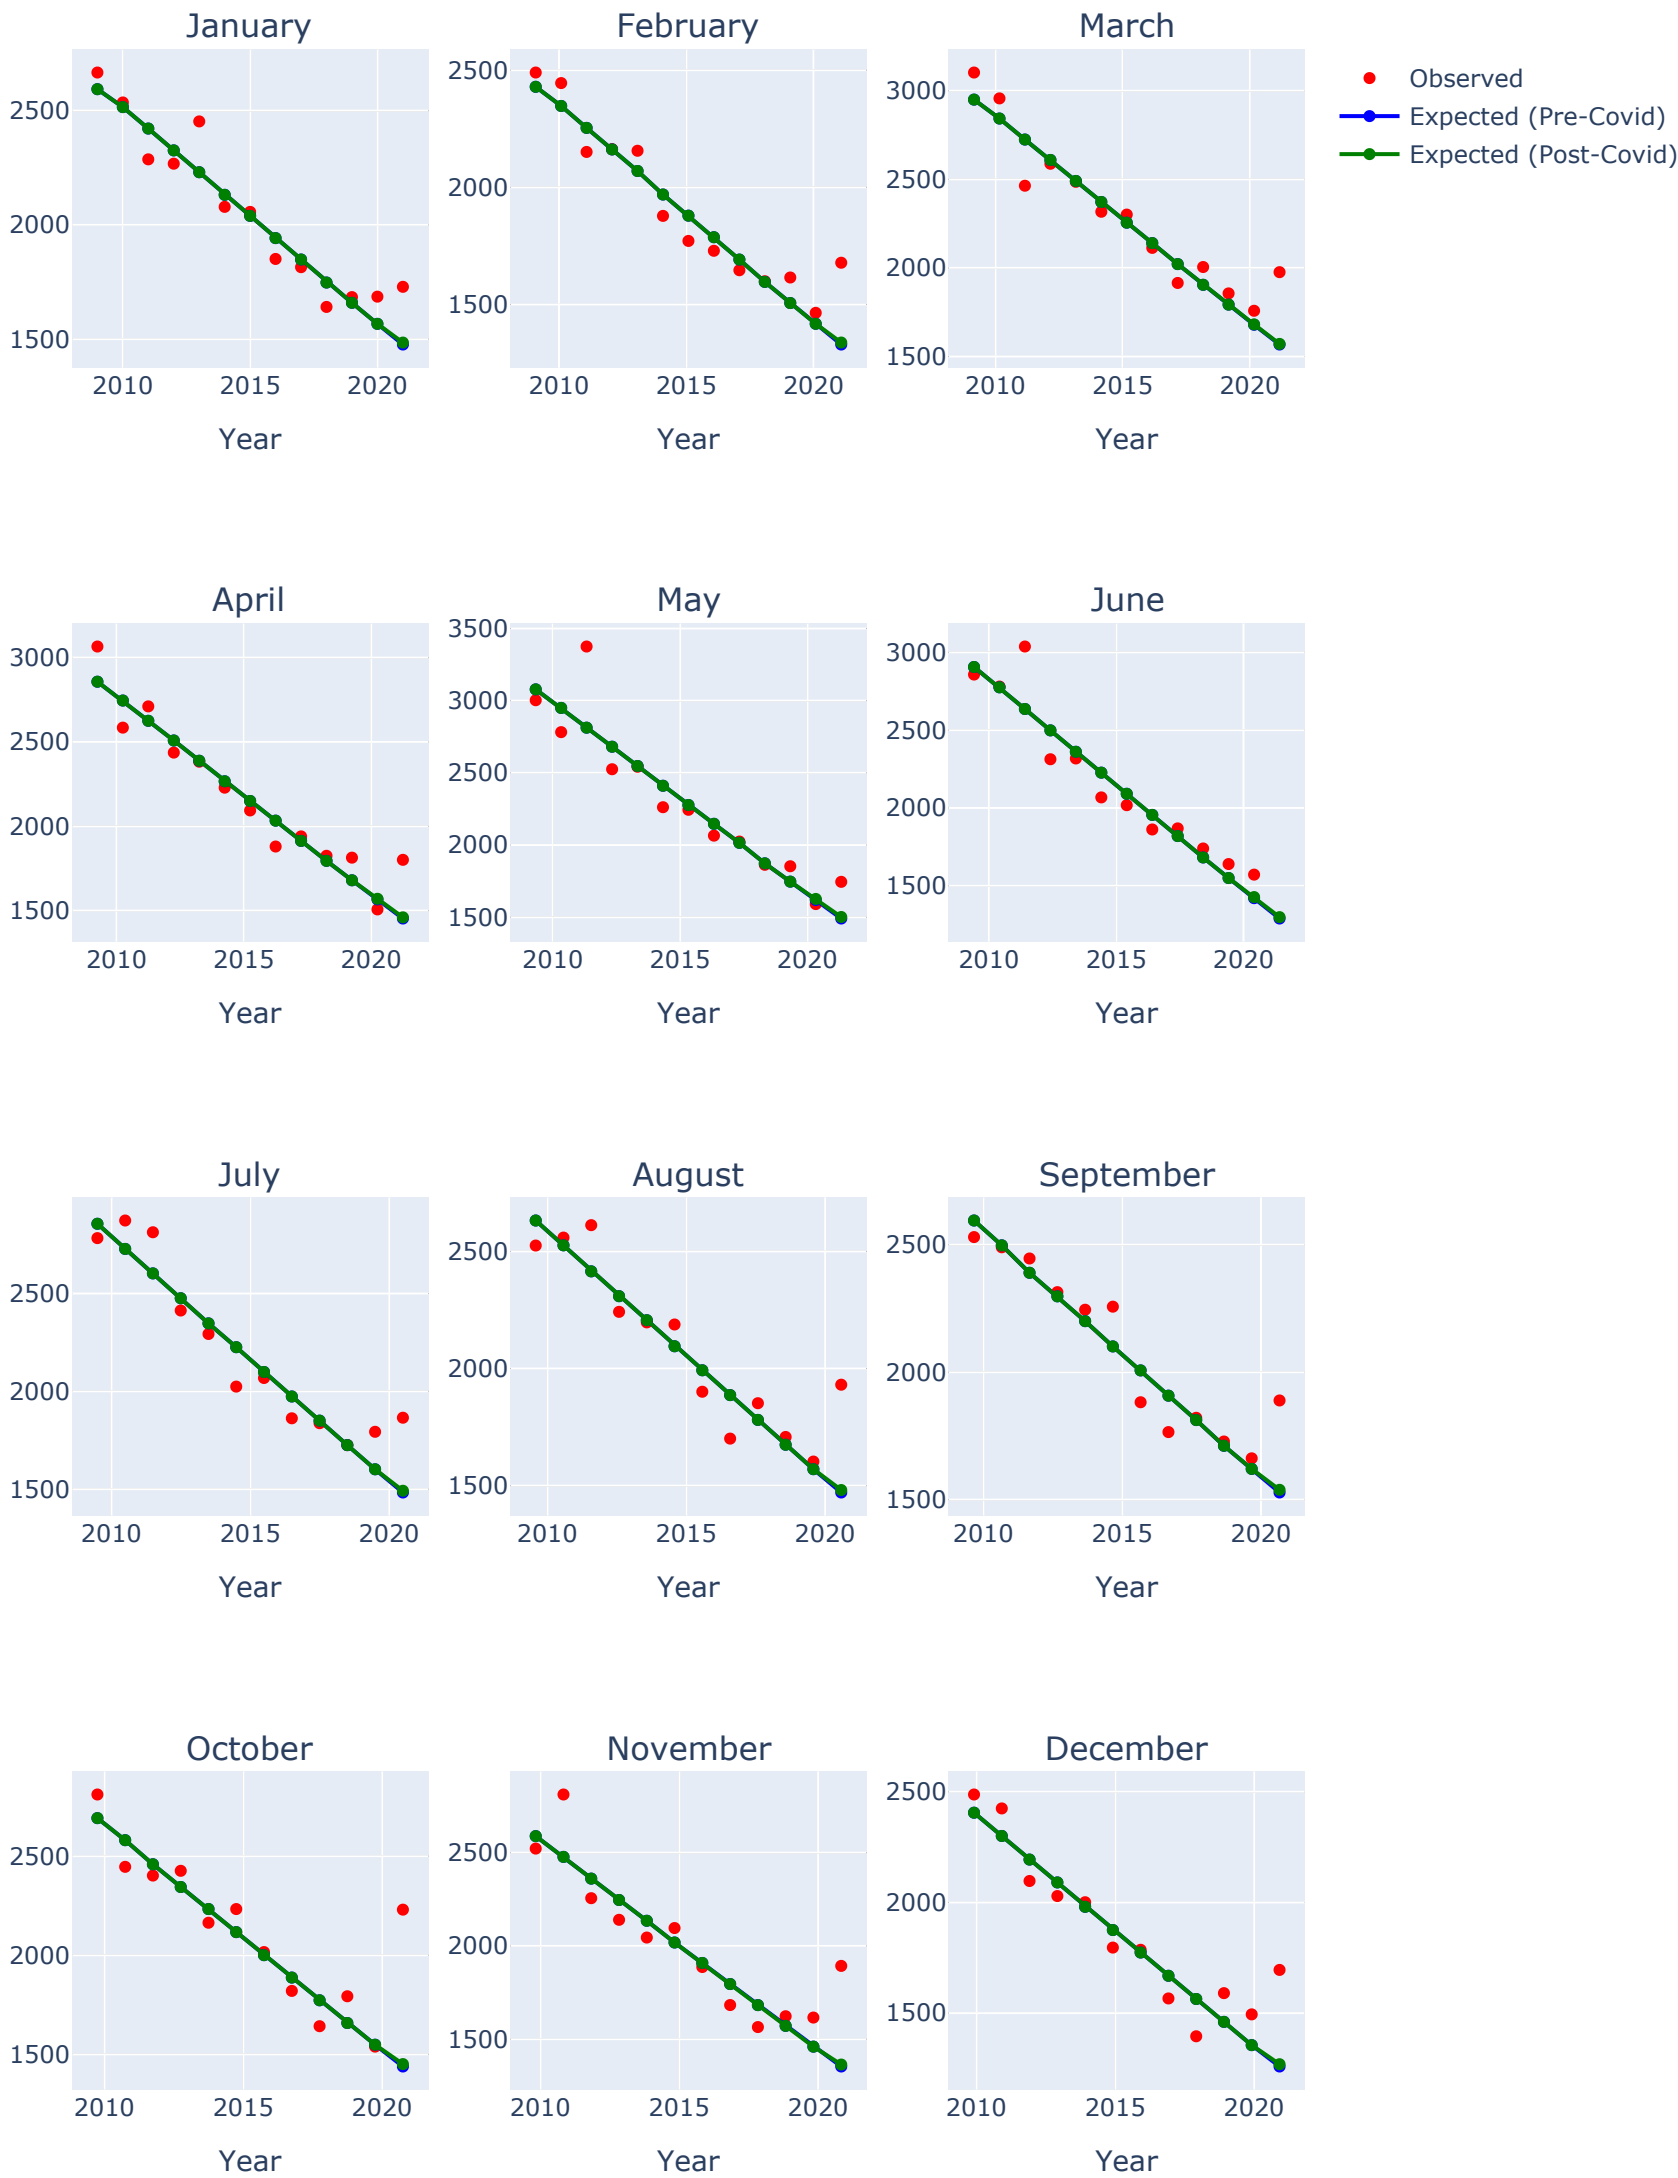 January
February
March
2500
2000
1500
2010
2015
2020
Year
2500
2000
1500
2010
2015
2020
Year
3000
2500
2000
1500
2010
2015
2020
Year
Observed
Expected (Pre-Covid)
Expected (Post-Covid)
April
May
June
3000
2500
2000
1500
2010
2015
2020
Year
3500
3000
2500
2000
1500
2010
2015
2020
Year
3000
2500
2000
1500
2010
2015
2020
Year
July
August
September
2500
2000
1500
2010
2015
2020
Year
2500
2000
1500
2010
2015
2020
Year
2500
2000
1500
2010
2015
2020
Year
October
November
December
2500
2000
1500
2010
2015
2020
Year
2500
2000
1500
2010
2015
2020
Year
2500
2000
1500
2010
2015
2020
Year